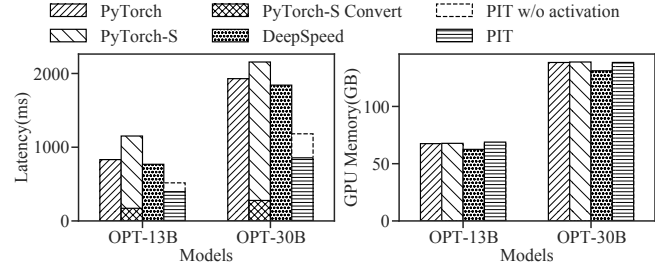 PyTorch PyTorch-S Convert PIT w/o activation
PyTorch-S DeepSpeed PIT
Latency(ms)
2000
1000
0
OPT-13B OPT-30B
Models
GPU Memory(GB)
100
50
0
OPT-13B OPT-30B
Models